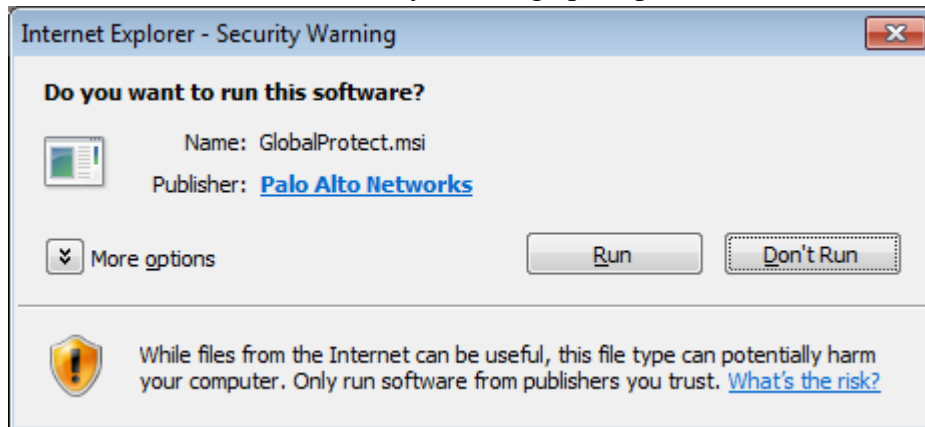 Internet Explorer - Security Warning
Do you want to run this software?
Name: GlobalProtect.msi
Publisher: Palo Alto Networks
More options
Run
Don't Run
While files from the Internet can be useful, this file type can potentially harm
your computer. Only run software from publishers you trust. What's the risk?